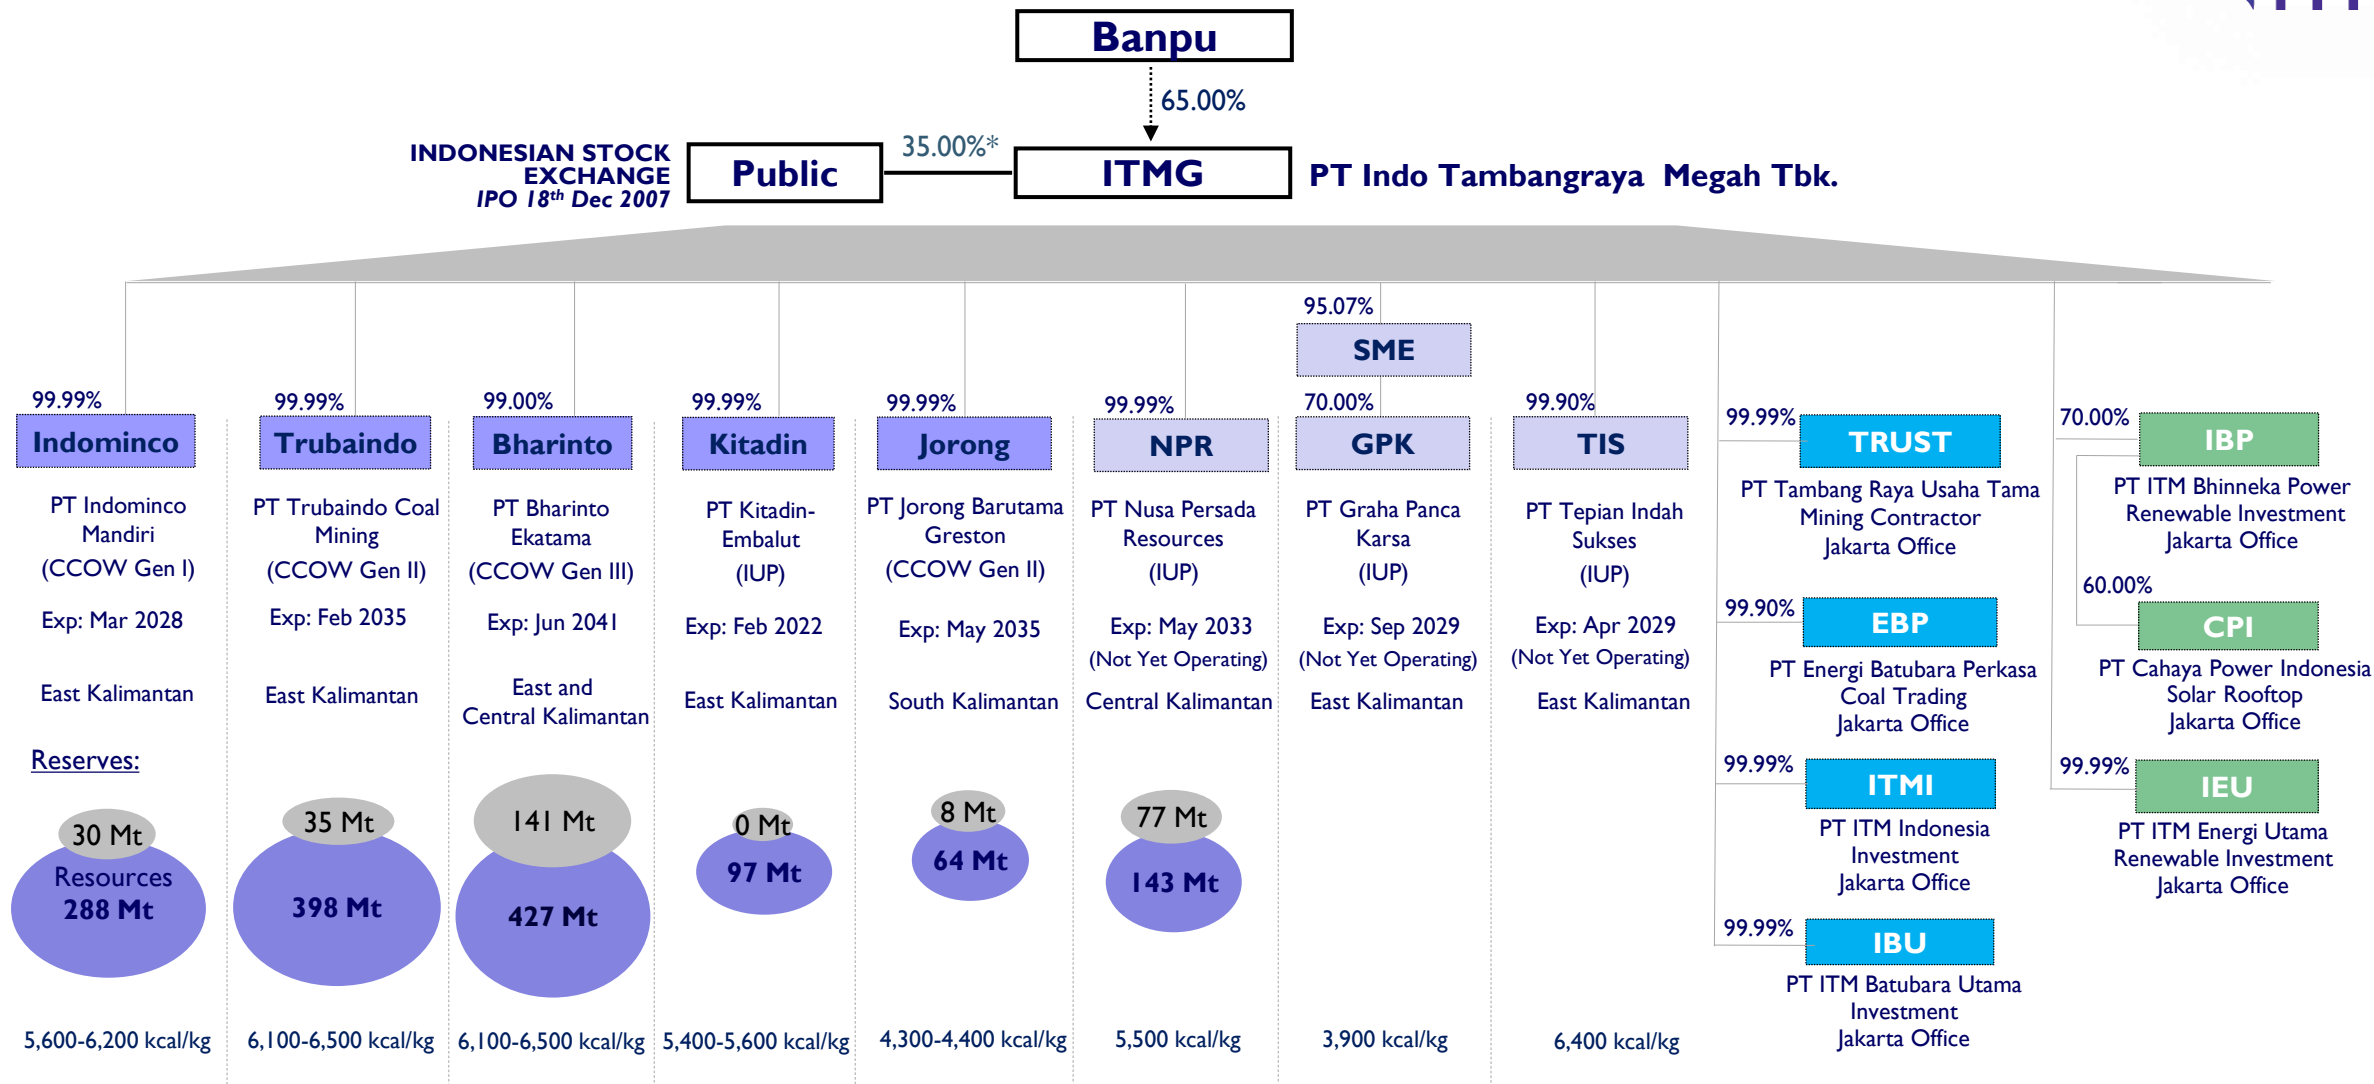 Banpu
65.00%
INDONESIAN STOCK
EXCHANGE
IPO 18th Dec 2007
Public
35.00%*
ITMG
PT Indo Tambangraya Megah Tbk.
99.99%
Indominco
PT Indominco
Mandiri
(CCOW Gen I)
Exp: Mar 2028
East Kalimantan
Reserves:
30 Mt
Resources
288 Mt
5,600-6,200 kcal/kg
99.99%
Trubaindo
PT Trubaindo Coal
Mining
(CCOW Gen II)
Exp: Feb 2035
East Kalimantan
35 Mt
398 Mt
6,100-6,500 kcal/kg
99.00%
Bharinto
PT Bharinto
Ekatama
(CCOW Gen III)
Exp: Jun 2041
East and
Central Kalimantan
141 Mt
427 Mt
6,100-6,500 kcal/kg
99.99%
Kitadin
PT Kitadin-
Embalut
(IUP)
Exp: Feb 2022
East Kalimantan
0 Mt
97 Mt
5,400-5,600 kcal/kg
99.99%
Jorong
PT Jorong Barutama
Greston
(CCOW Gen II)
Exp: May 2035
South Kalimantan
8 Mt
64 Mt
4,300-4,400 kcal/kg
99.99%
NPR
PT Nusa Persada
Resources
(IUP)
Exp: May 2033
(Not Yet Operating)
Central Kalimantan
77 Mt
143 Mt
5,500 kcal/kg
95.07%
SME
70.00%
GPK
PT Graha Panca
Karsa
(IUP)
Exp: Sep 2029
(Not Yet Operating)
East Kalimantan
3,900 kcal/kg
99.90%
TIS
PT Tepian Indah
Sukses
(IUP)
Exp: Apr 2029
(Not Yet Operating)
East Kalimantan
6,400 kcal/kg
99.99%
TRUST
PT Tambang Raya Usaha Tama
Mining Contractor
Jakarta Office
99.90%
EBP
PT Energi Batubara Perkasa
Coal Trading
Jakarta Office
99.99%
ITMI
PT ITM Indonesia
Investment
Jakarta Office
99.99%
IBU
PT ITM Batubara Utama
Investment
Jakarta Office
70.00%
IBP
PT ITM Bhinneka Power
Renewable Investment
Jakarta Office
60.00%
CPI
PT Cahaya Power Indonesia
Solar Rooftop
Jakarta Office
99.99%
IEU
PT ITM Energi Utama
Renewable Investment
Jakarta Office